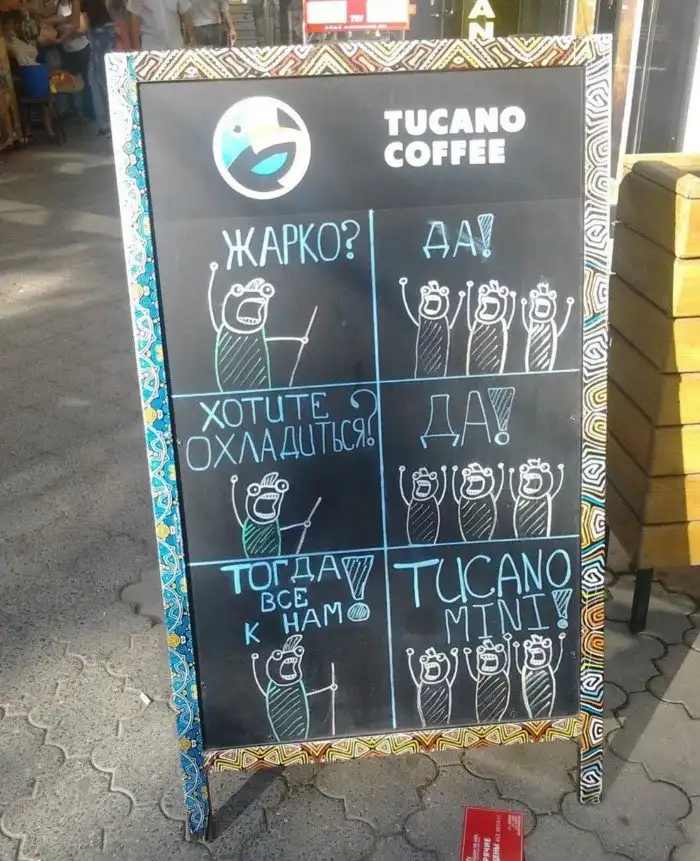 TUCANO
COFFEE
ЖАРКО?
ДА!
ХОТИТЕ
ОХЛАДИТЬСЯ?
ДА!
ТОГДА
ВСЕ
К НАМ!
TUCANO
MINI!